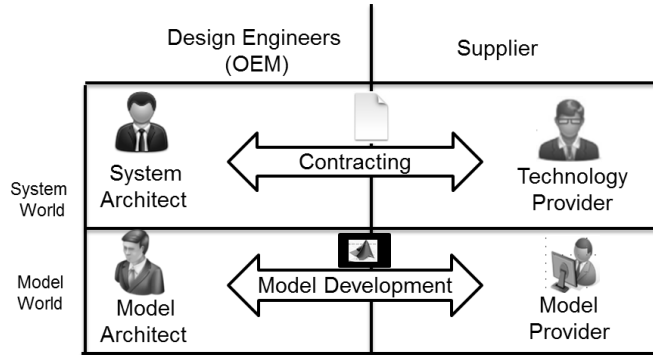 Design Engineers
(OEM)
Supplier
System
World
System
Architect
Contracting
Technology
Provider
Model
World
Model
Architect
Model Development
Model
Provider